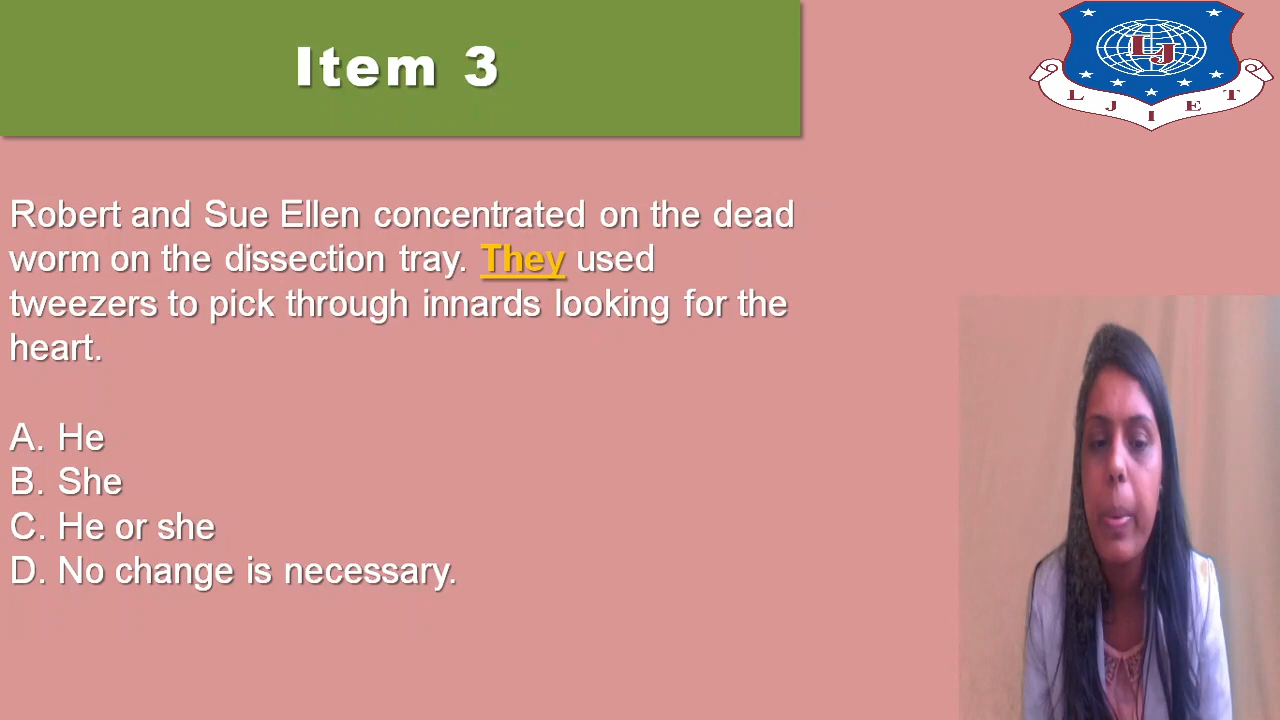 Item 3
LJ
L J I E T
Robert and Sue Ellen concentrated on the dead
worm on the dissection tray. They used
tweezers to pick through innards looking for the
heart.
A. He
B. She
C. He or she
D. No change is necessary.